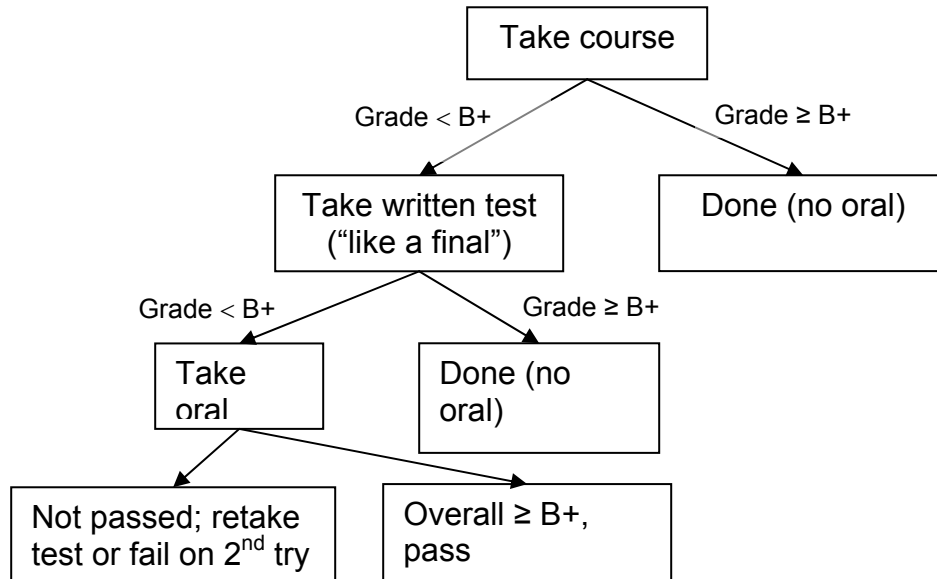 Take course
Grade < B+
Grade ≥ B+
Take written test
(“like a final”)
Done (no oral)
Grade < B+
Grade ≥ B+
Take
oral
Done (no
oral)
Not passed; retake
test or fail on 2nd try
Overall ≥ B+,
pass